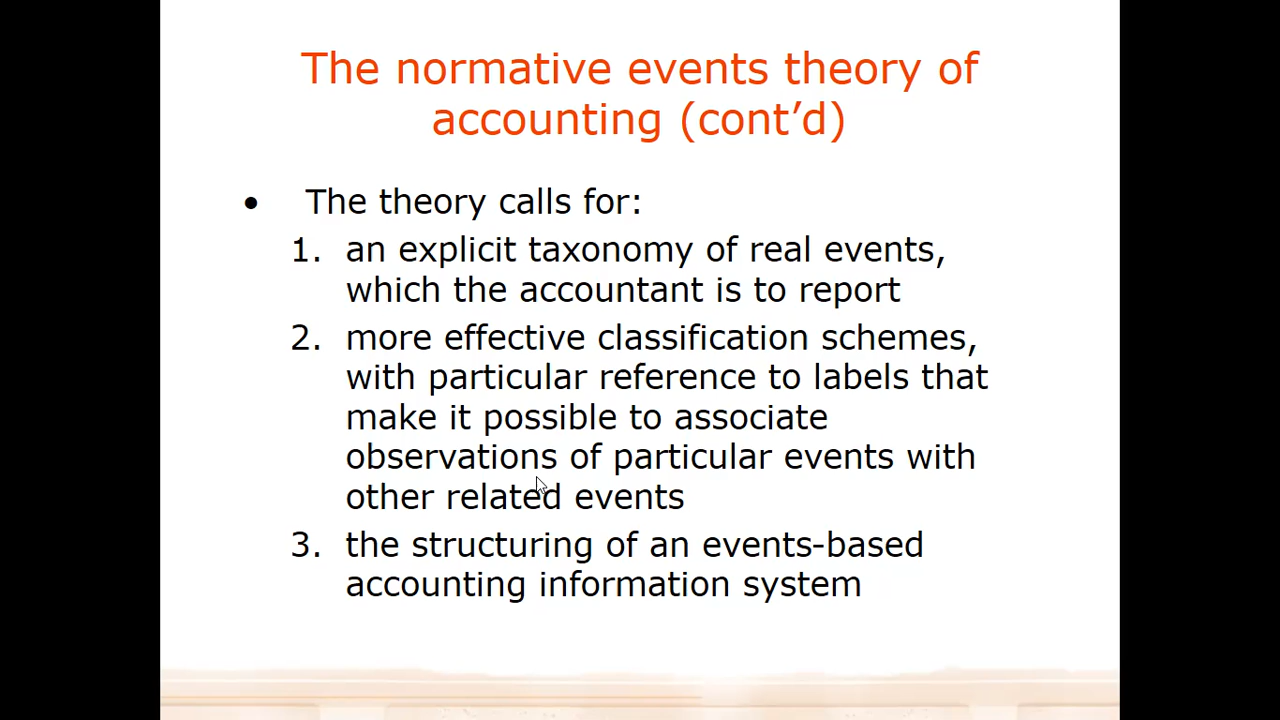 The normative events theory of
accounting (cont’d)
• The theory calls for:
1. an explicit taxonomy of real events,
which the accountant is to report
2. more effective classification schemes,
with particular reference to labels that
make it possible to associate
observations of particular events with
other related events
3. the structuring of an events-based
accounting information system